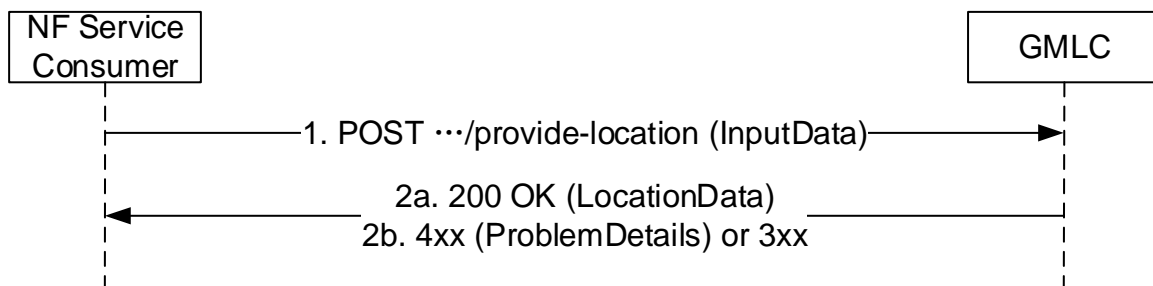 NF Service
Consumer
GMLC
1. POST ⋯/provide-location (InputData)
2a. 200 OK (LocationData)
2b. 4xx (ProblemDetails) or 3xx